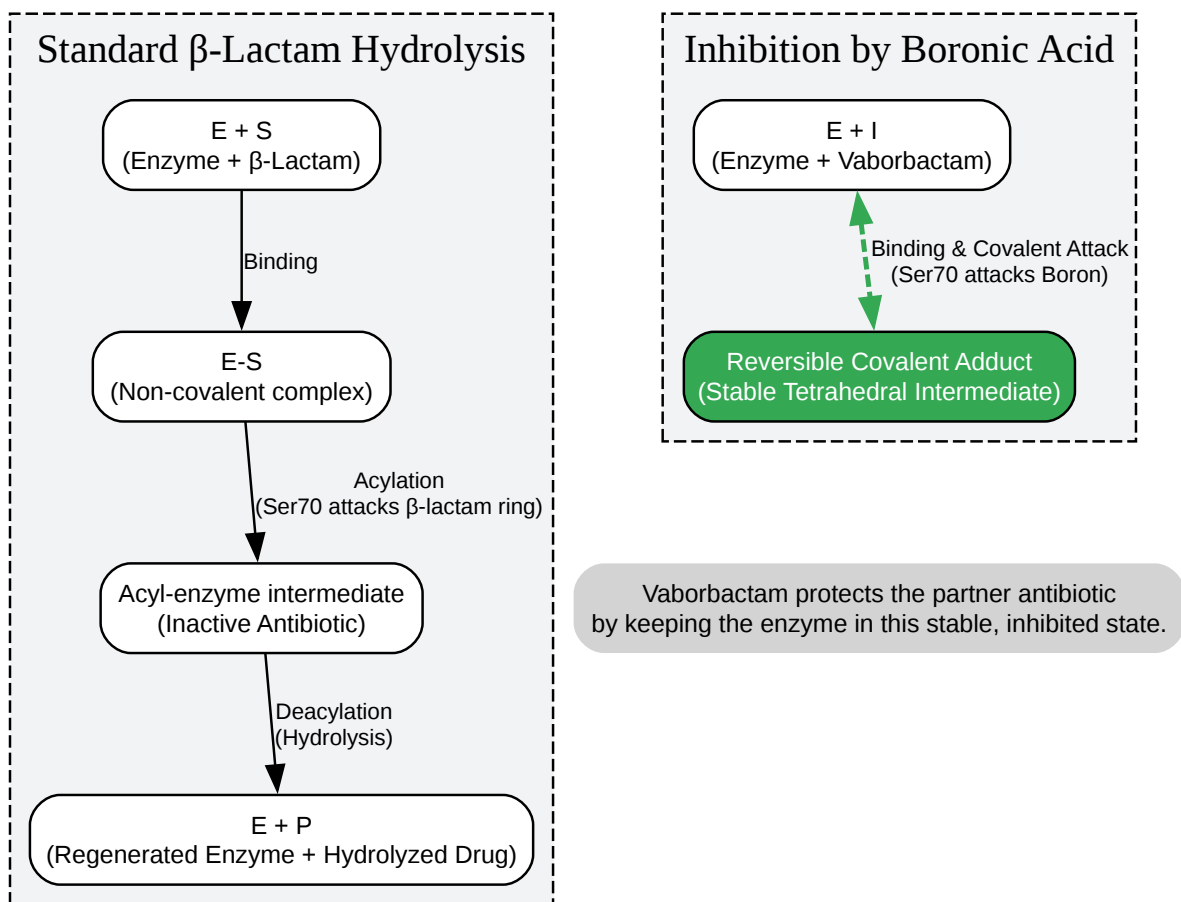 Standard β-Lactam Hydrolysis
E + S
(Enzyme + β-Lactam)
Binding
E-S
(Non-covalent complex)
Acylation
(Ser70 attacks β-lactam ring)
Acyl-enzyme intermediate
(Inactive Antibiotic)
Deacylation
(Hydrolysis)
E + P
(Regenerated Enzyme + Hydrolyzed Drug)
Inhibition by Boronic Acid
E + I
(Enzyme + Vaborbactam)
Binding & Covalent Attack
(Ser70 attacks Boron)
Reversible Covalent Adduct
(Stable Tetrahedral Intermediate)
Vaborbactam protects the partner antibiotic
by keeping the enzyme in this stable, inhibited state.